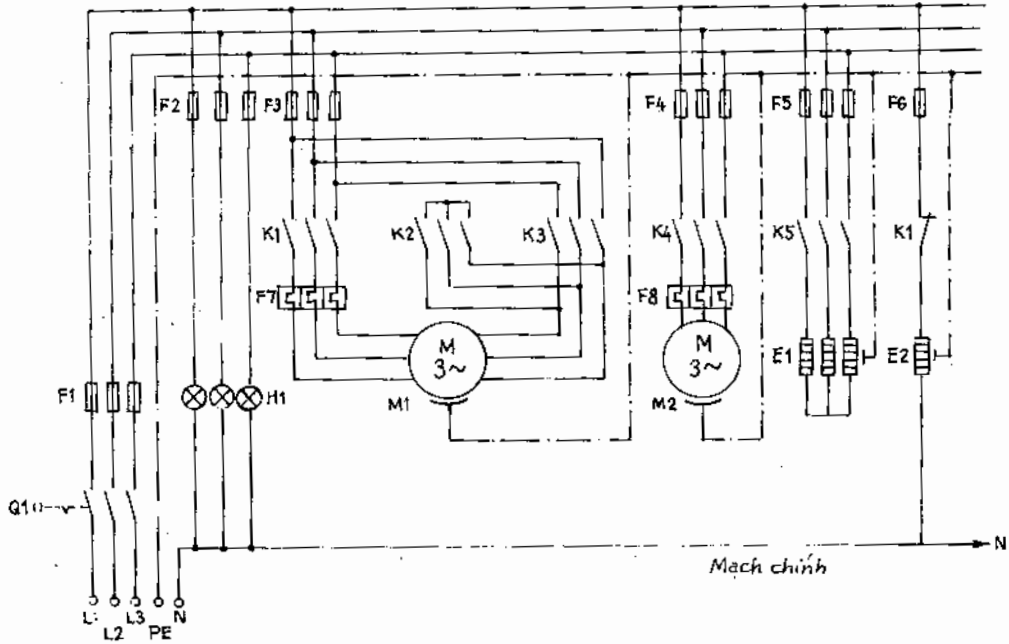 F2 F3 F4 F5 F6
K1 K2 K3 K4 K5 K1
F7 F8
M 3~ M 3~ E1 E2
F1 H1 M1 M2
Q1
N
Mạch chính
L1 L3 N
L2 PE